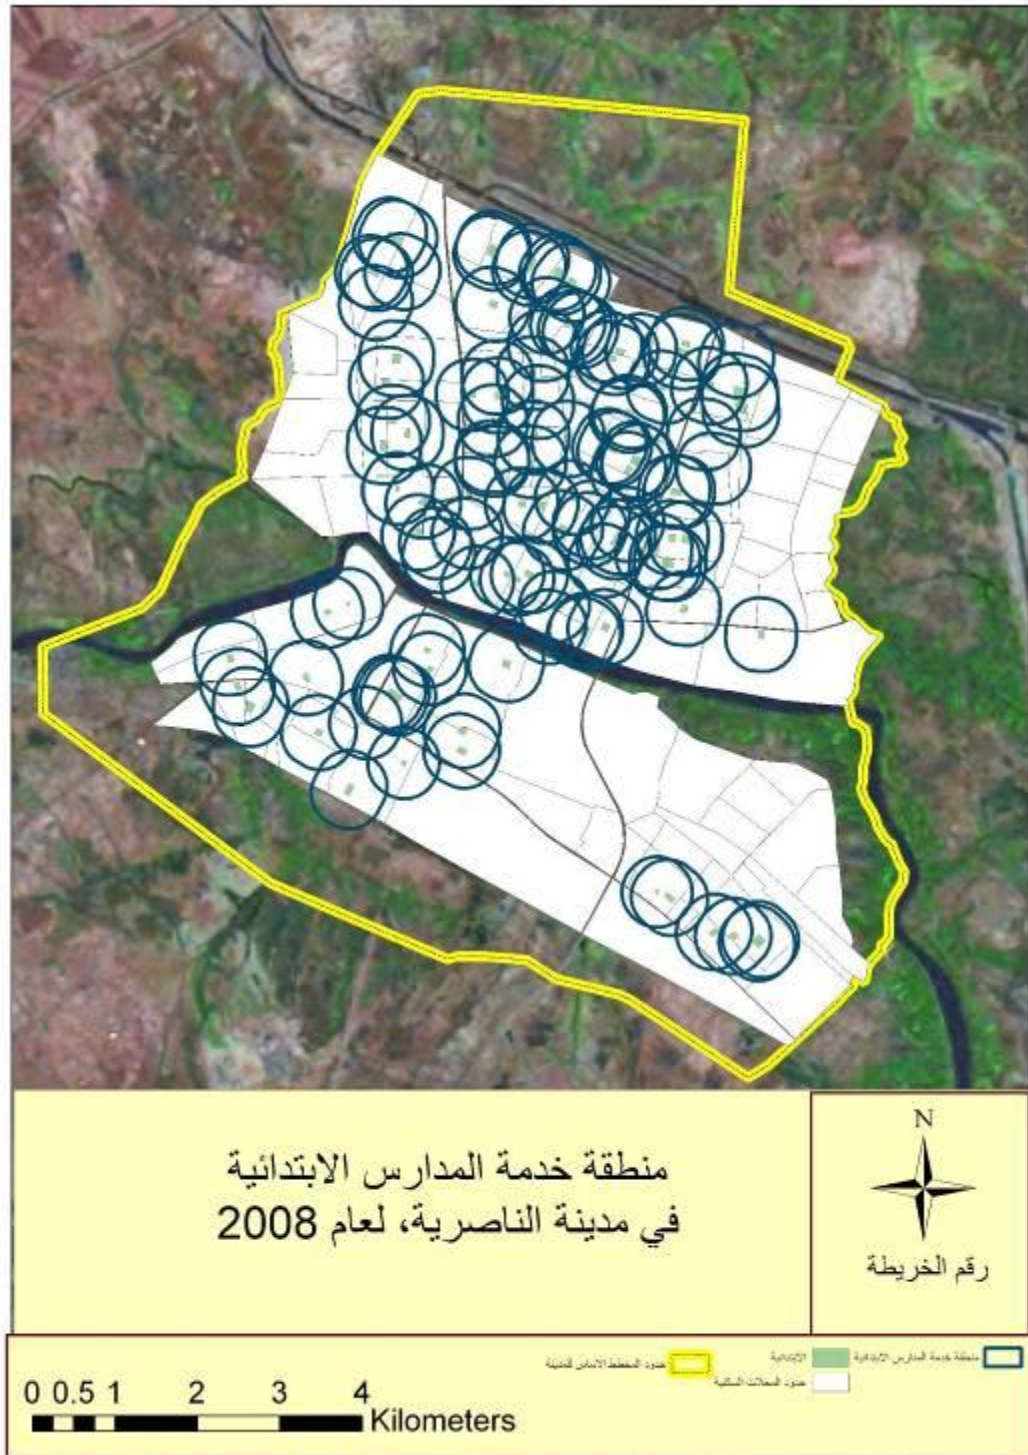 منطقة خدمة المدارس الابتدائية
في مدينة الناصرية، لعام 2008
N
رقم الخريطة
منطقة خدمة المدارس الابتدائية
الابتدائية
حدود المخطط الاساس للمدينة
حدود المحلات السكنية
0 0.5 1 2 3 4
Kilometers